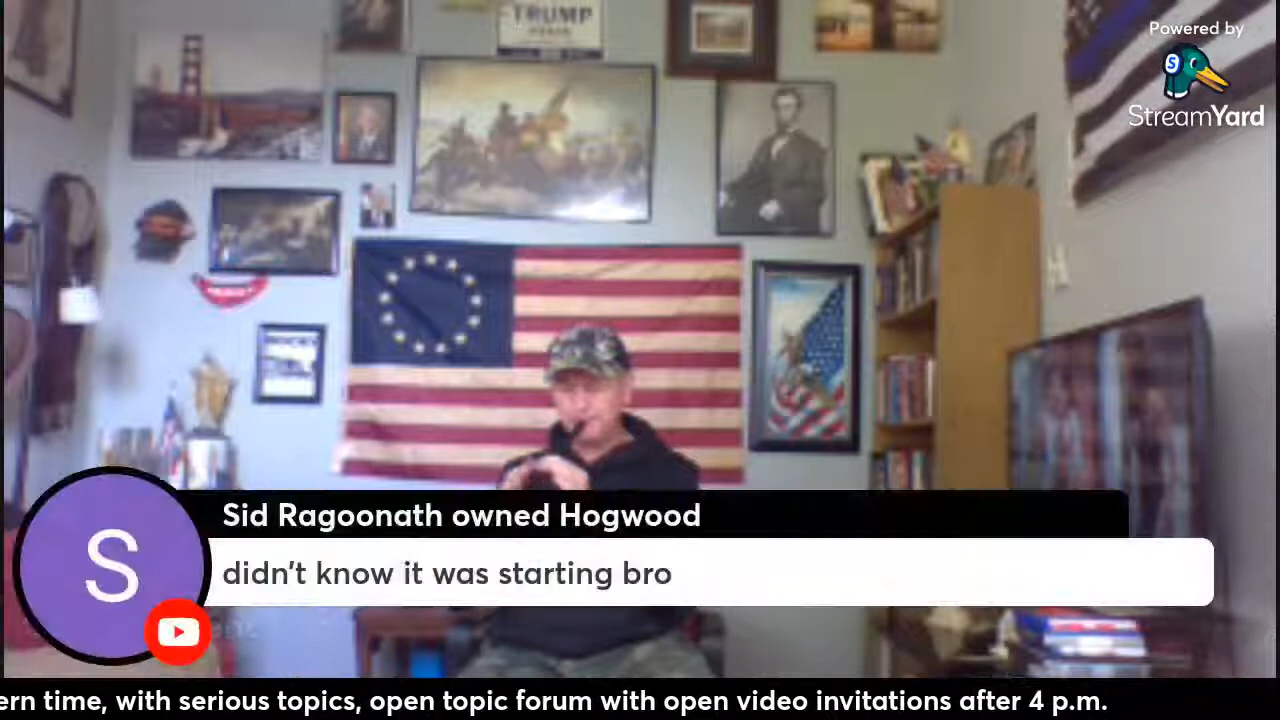 TRUMP
Powered by
S
StreamYard
S
Sid Ragoonath owned Hogwood
didn't know it was starting bro
ern time, with serious topics, open topic forum with open video invitations after 4 p.m.